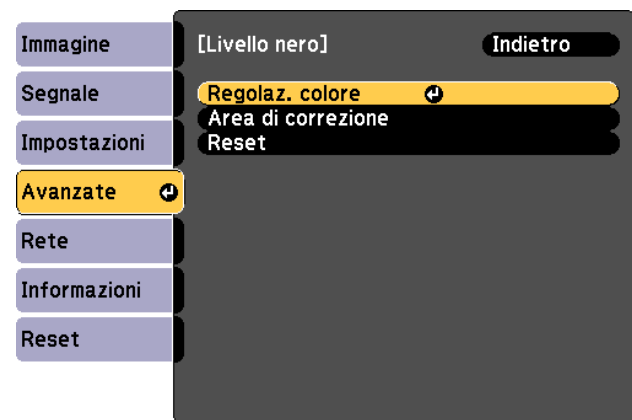 Immagine
Segnale
Impostazioni
Avanzate
Rete
Informazioni
Reset
[Livello nero] Indietro
Regolaz. colore
Area di correzione
Reset